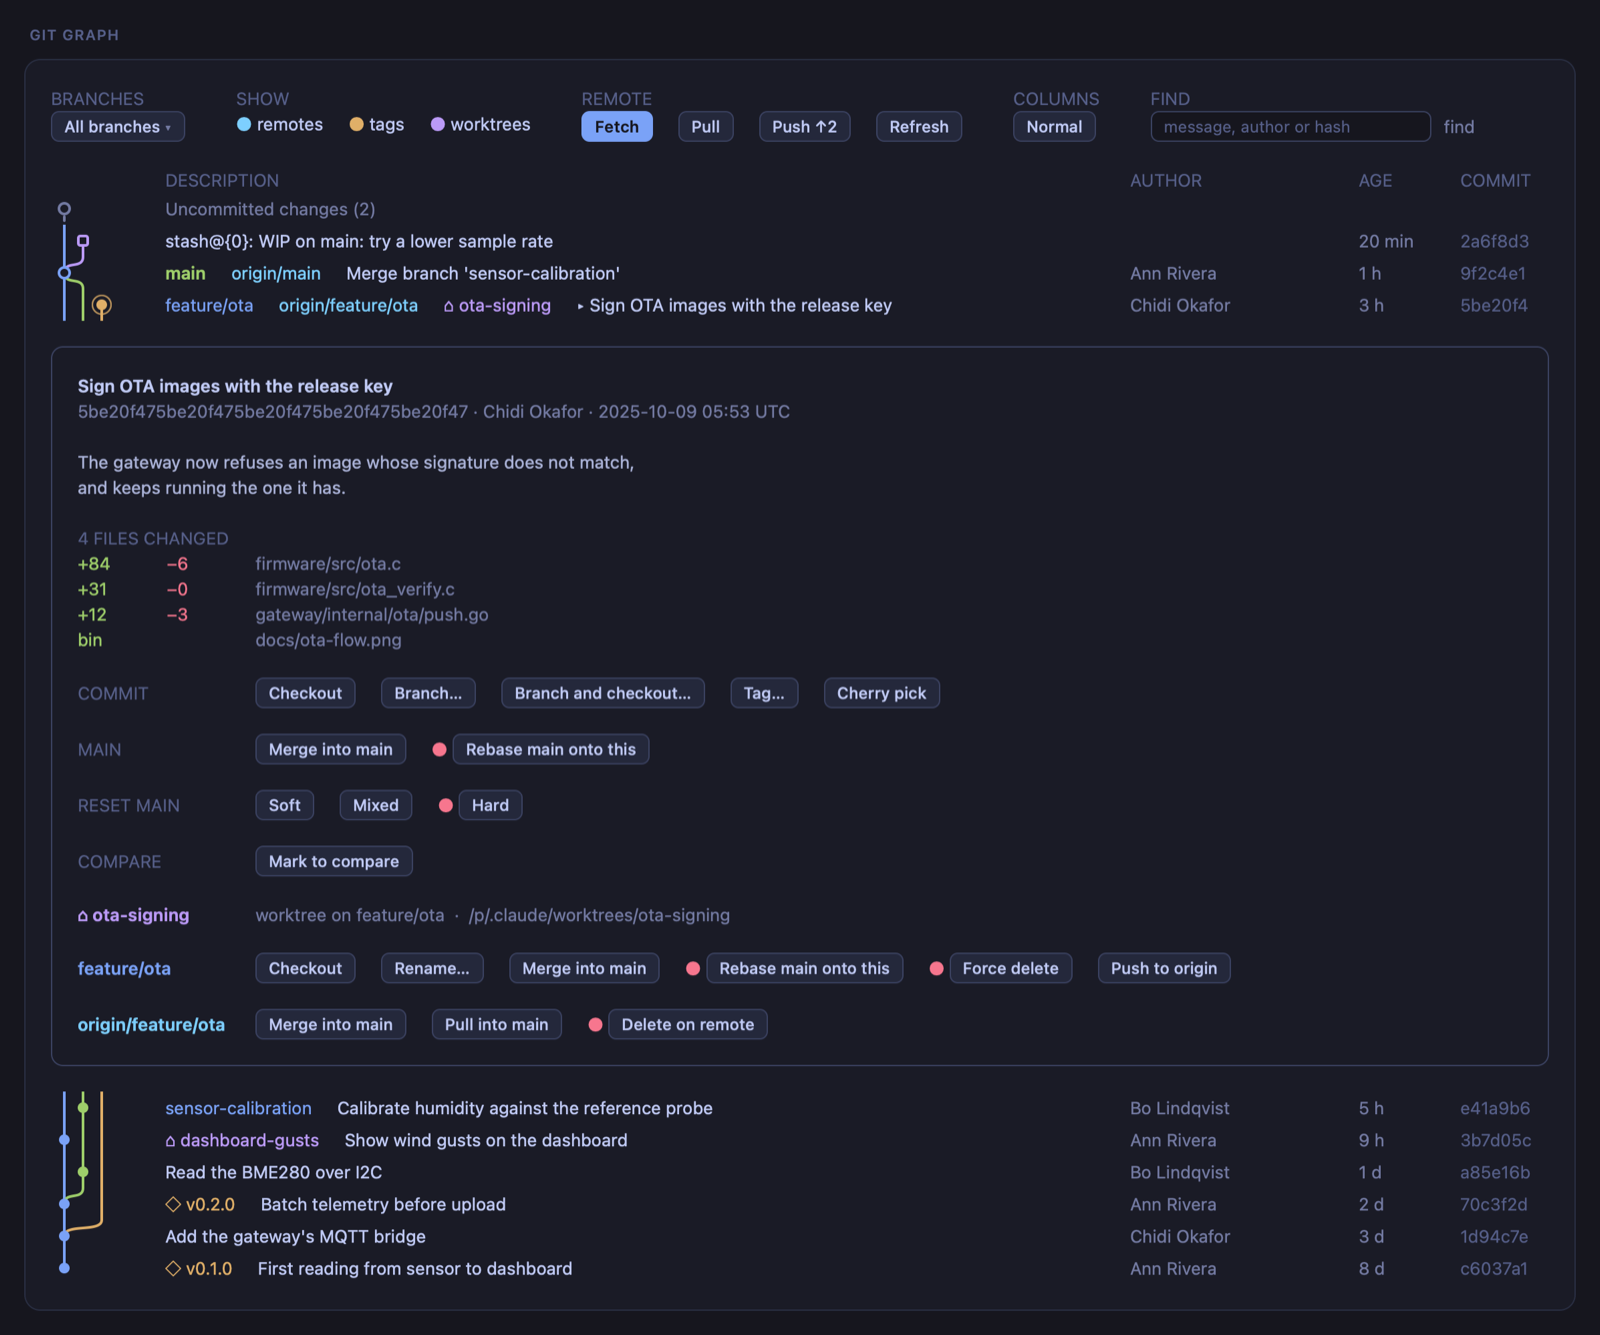 GIT GRAPH
BRANCHES SHOW REMOTE COLUMNS FIND
All branches ▾ remotes tags worktrees Fetch Pull Push ↑2 Refresh Normal message, author or hash find
DESCRIPTION AUTHOR AGE COMMIT
Uncommitted changes (2)
stash@{0}: WIP on main: try a lower sample rate 20 min 2a6f8d3
main origin/main Merge branch 'sensor-calibration' Ann Rivera 1 h 9f2c4e1
feature/ota origin/feature/ota ⌂ ota-signing ▸ Sign OTA images with the release key Chidi Okafor 3 h 5be20f4
Sign OTA images with the release key
5be20f475be20f475be20f475be20f475be20f47 · Chidi Okafor · 2025-10-09 05:53 UTC
The gateway now refuses an image whose signature does not match,
and keeps running the one it has.
4 FILES CHANGED
+84 −6 firmware/src/ota.c
+31 −0 firmware/src/ota_verify.c
+12 −3 gateway/internal/ota/push.go
bin docs/ota-flow.png
COMMIT Checkout Branch... Branch and checkout... Tag... Cherry pick
MAIN Merge into main Rebase main onto this
RESET MAIN Soft Mixed Hard
COMPARE Mark to compare
⌂ ota-signing worktree on feature/ota · /p/.claude/worktrees/ota-signing
feature/ota Checkout Rename... Merge into main Rebase main onto this Force delete Push to origin
origin/feature/ota Merge into main Pull into main Delete on remote
sensor-calibration Calibrate humidity against the reference probe Bo Lindqvist 5 h e41a9b6
⌂ dashboard-gusts Show wind gusts on the dashboard Ann Rivera 9 h 3b7d05c
Read the BME280 over I2C Bo Lindqvist 1 d a85e16b
◇ v0.2.0 Batch telemetry before upload Ann Rivera 2 d 70c3f2d
Add the gateway's MQTT bridge Chidi Okafor 3 d 1d94c7e
◇ v0.1.0 First reading from sensor to dashboard Ann Rivera 8 d c6037a1